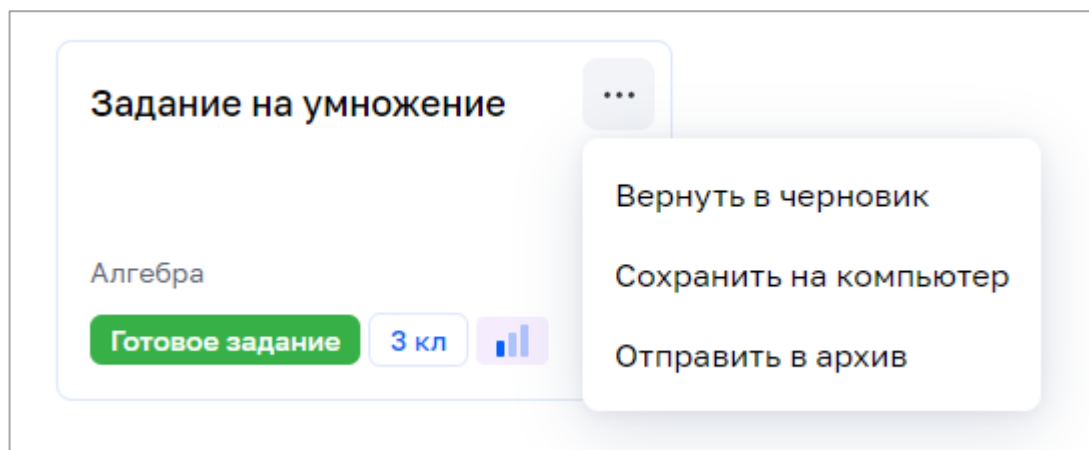 Задание на умножение
...
Вернуть в черновик
Алгебра
Сохранить на компьютер
Готовое задание 3 кл
Отправить в архив